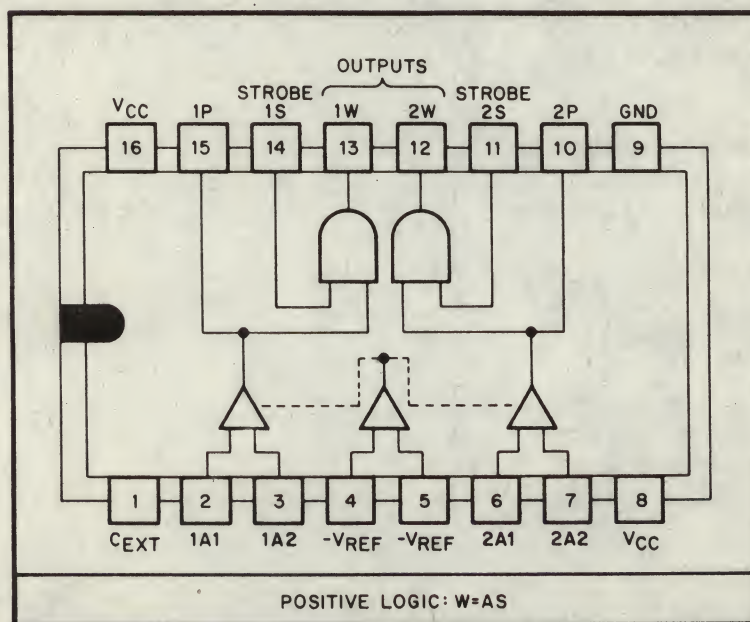 OUTPUTS
VCC 1P STROBE 1S 1W 2W STROBE 2S 2P GND
16 15 14 13 12 11 10 9
1 2 3 4 5 6 7 8
CEXT 1A1 1A2 -VREF -VREF 2A1 2A2 VCC
POSITIVE LOGIC: W=AS